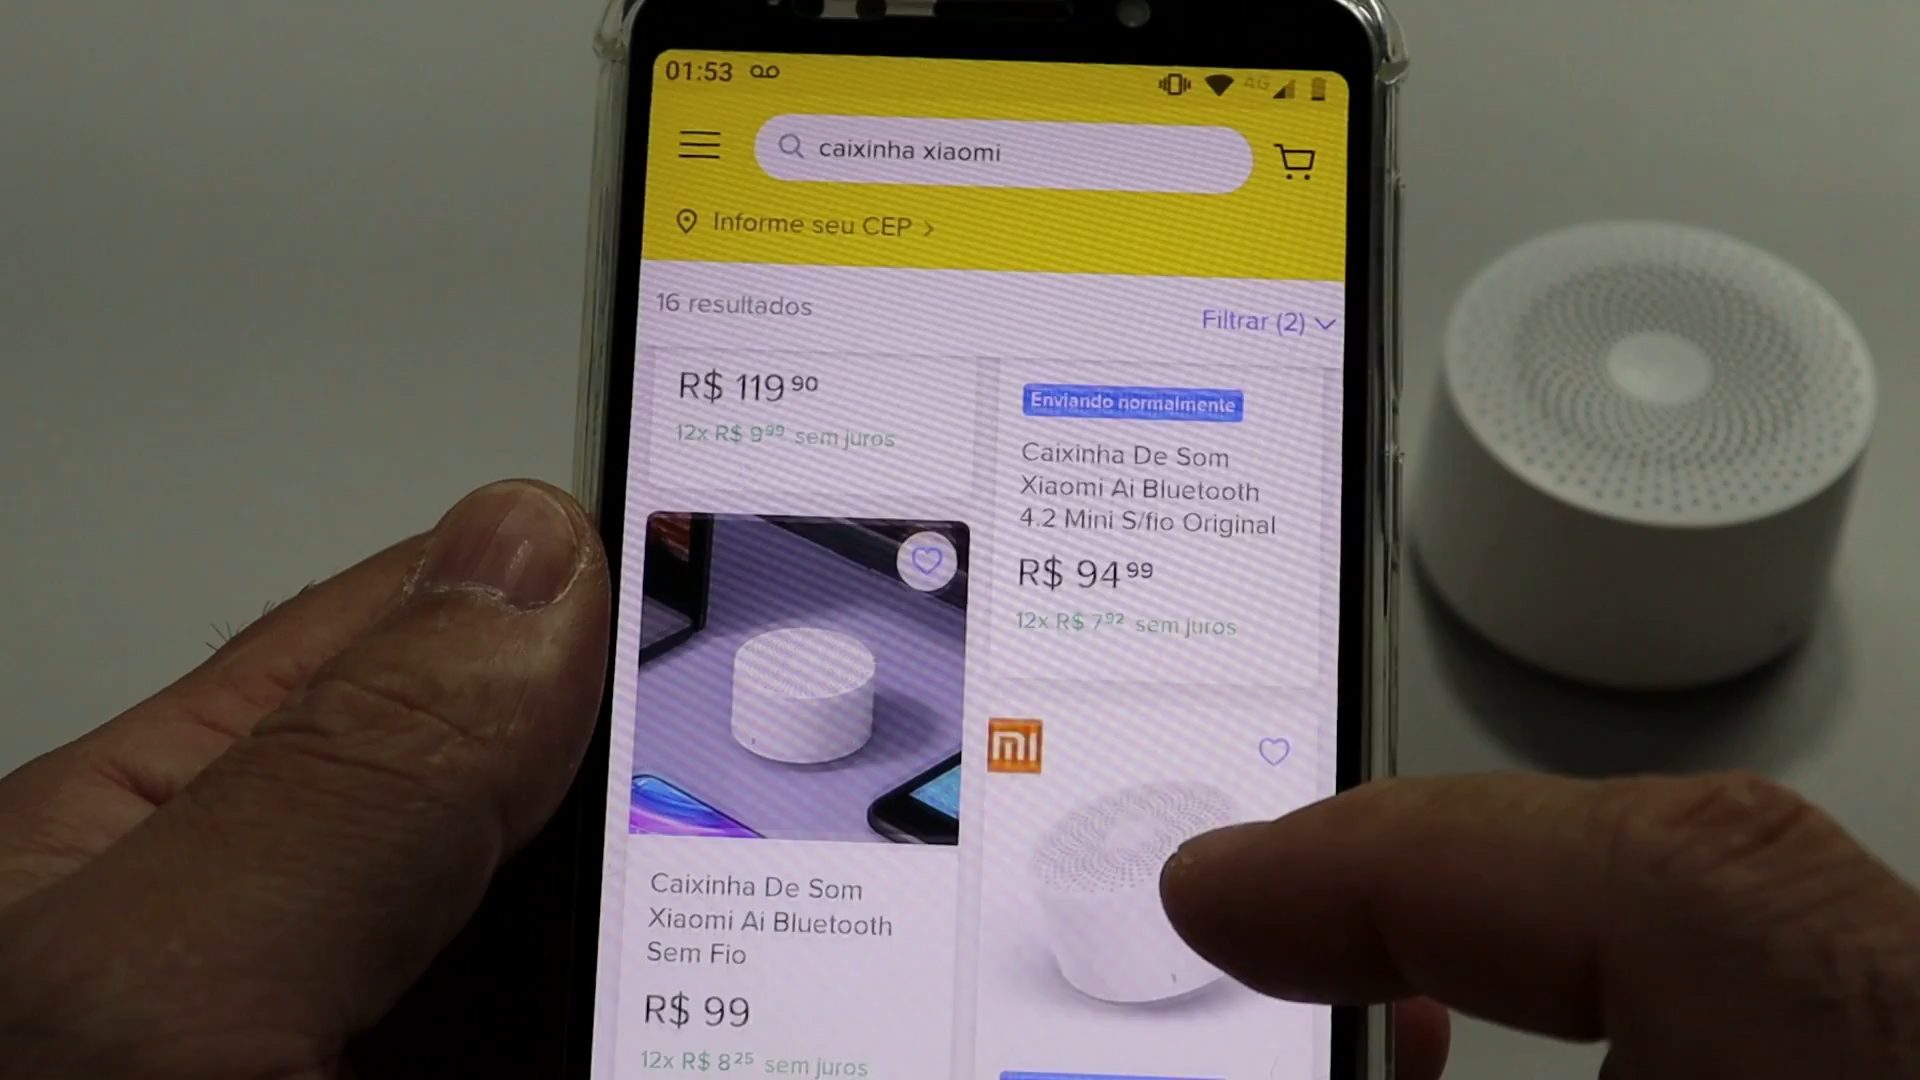 01:53
4G
caixinha xiaomi
Informe seu CEP >
16 resultados
Filtrar (2)
R$ 119 90
12x R$ 9 99 sem juros
Enviando normalmente
Caixinha De Som
Xiaomi Ai Bluetooth
4.2 Mini S/fio Original
R$ 94 99
12x R$ 7 92 sem juros
mi
Caixinha De Som
Xiaomi Ai Bluetooth
Sem Fio
R$ 99
12x R$ 8 25 sem juros